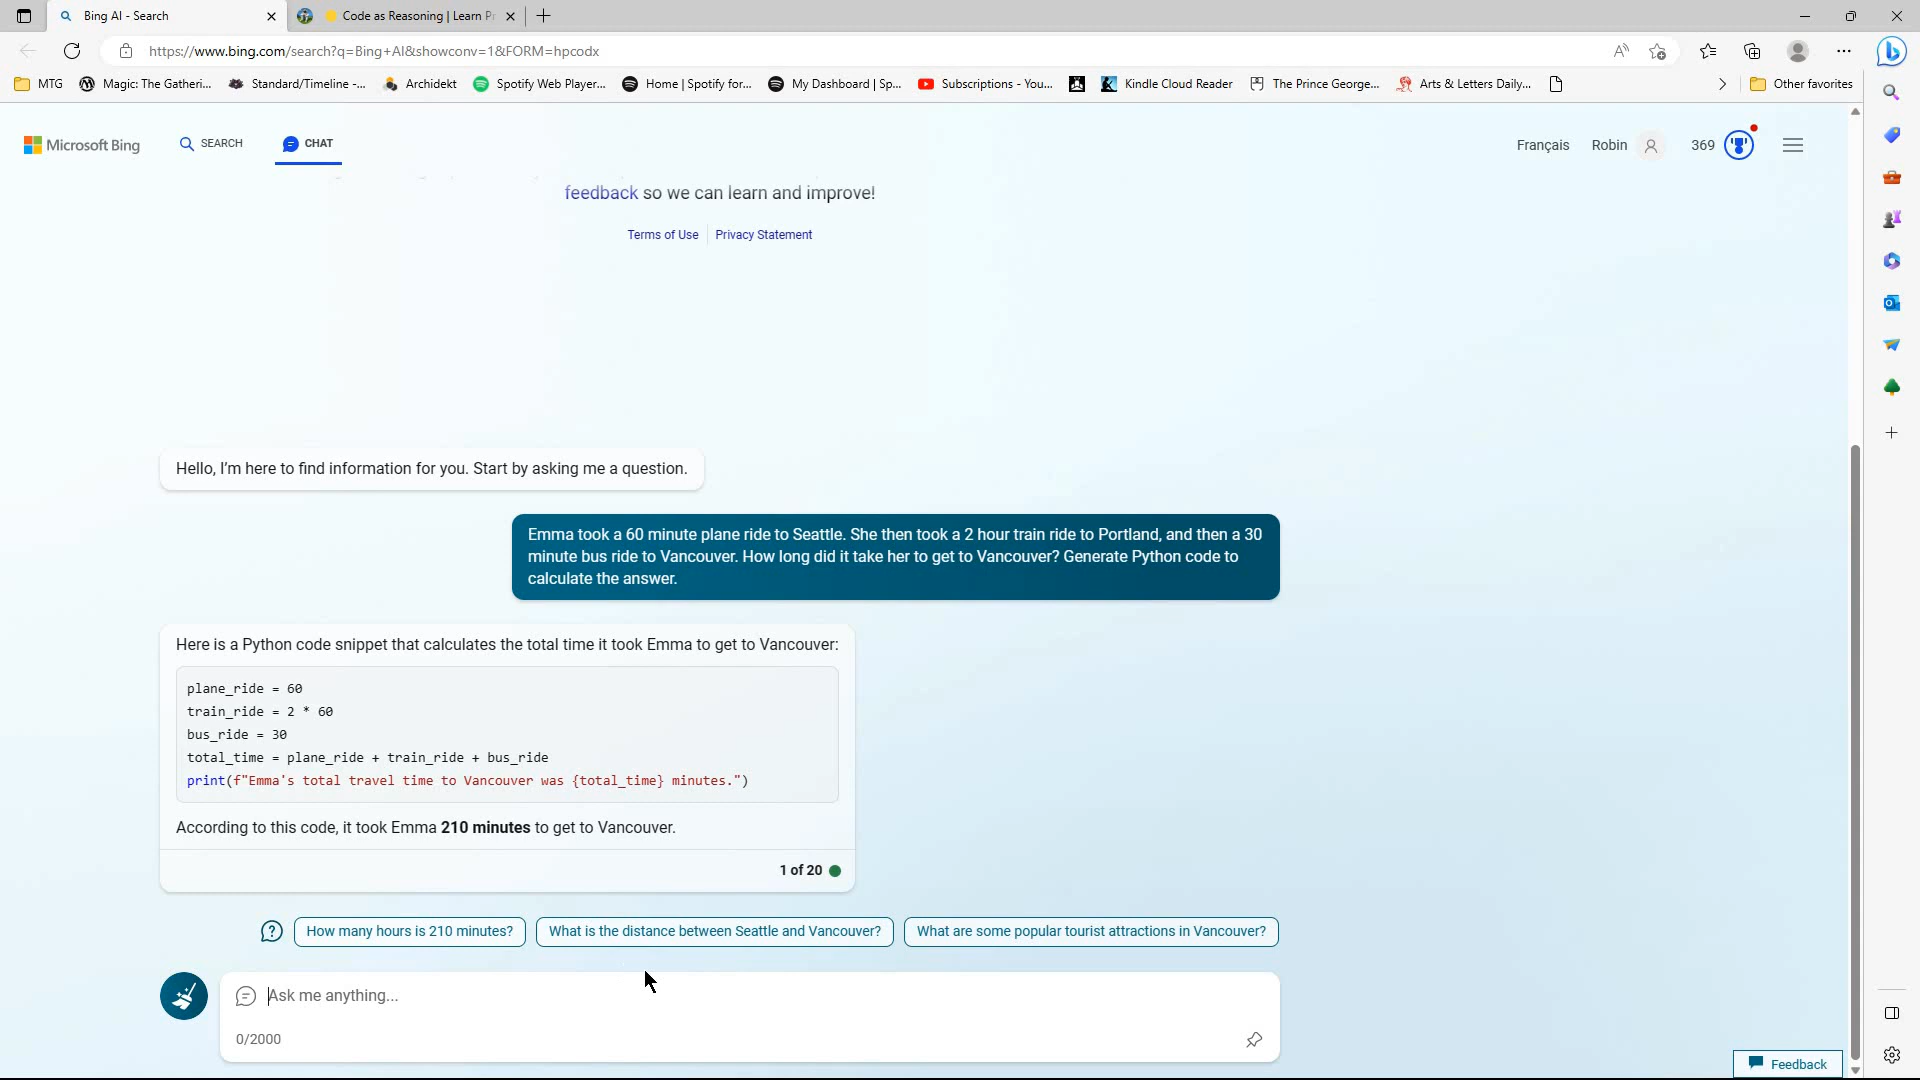 Bing AI - Search
Code as Reasoning | Learn Pr
https://www.bing.com/search?q=Bing+AI&showconv=1&FORM=hpcodx
MTG
Magic: The Gatheri...
Standard/Timeline -...
Archidekt
Spotify Web Player...
Home | Spotify for...
My Dashboard | Sp...
Subscriptions - You...
Kindle Cloud Reader
The Prince George...
Arts & Letters Daily...
Other favorites
Microsoft Bing
SEARCH
CHAT
Français
Robin
369
feedback so we can learn and improve!
Terms of Use
Privacy Statement
Hello, I'm here to find information for you. Start by asking me a question.
Emma took a 60 minute plane ride to Seattle. She then took a 2 hour train ride to Portland, and then a 30
minute bus ride to Vancouver. How long did it take her to get to Vancouver? Generate Python code to
calculate the answer.
Here is a Python code snippet that calculates the total time it took Emma to get to Vancouver:
plane_ride = 60
train_ride = 2 * 60
bus_ride = 30
total_time = plane_ride + train_ride + bus_ride
print(f"Emma's total travel time to Vancouver was {total_time} minutes.")
According to this code, it took Emma 210 minutes to get to Vancouver.
1 of 20
How many hours is 210 minutes?
What is the distance between Seattle and Vancouver?
What are some popular tourist attractions in Vancouver?
Ask me anything...
0/2000
Feedback